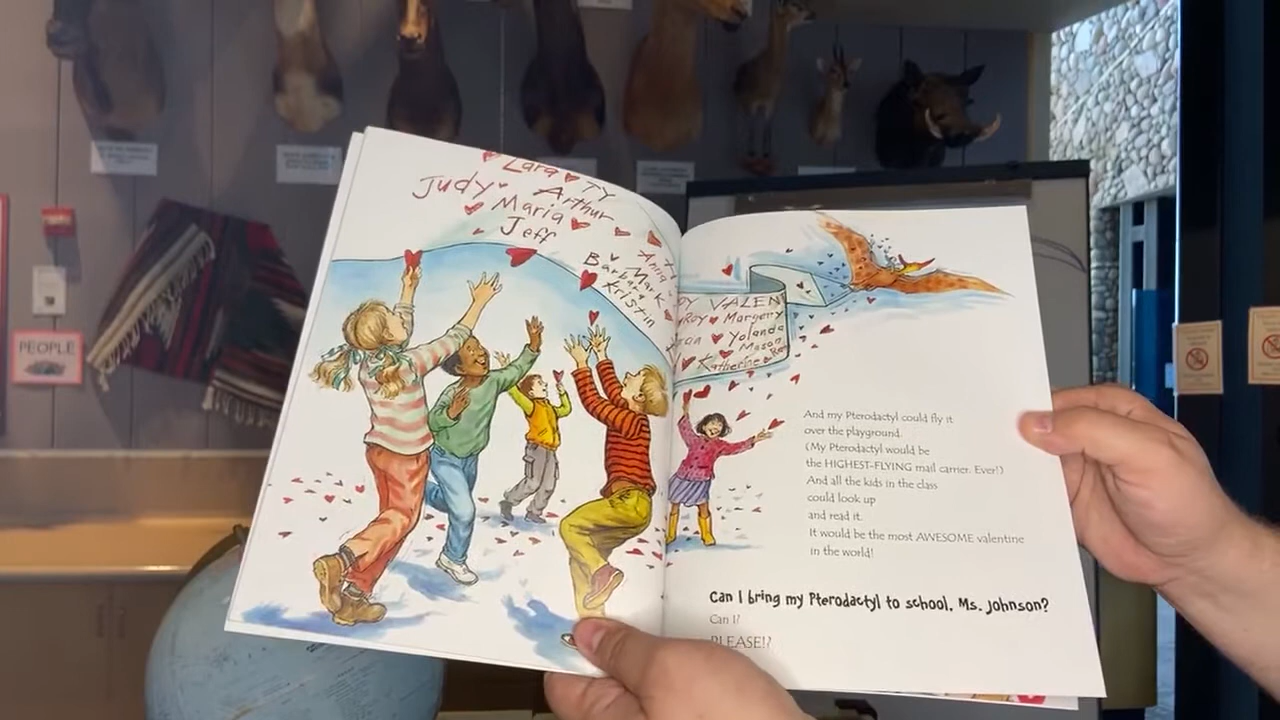 Lara TY
Judy Arthur
Maria
Jeff
Anna
Barbara Mark
Kristin
VALEN
Roy Margery
Yolanda
Mason
Katherine
And my Pterodactyl could fly it
over the playground.
(My Pterodactyl would be
the HIGHEST-FLYING mail carrier. Ever!)
And all the kids in the class
could look up
and read it.
It would be the most AWESOME valentine
in the world!
Can I bring my Pterodactyl to school, Ms. Johnson?
Can I?
PLEASE!?
PEOPLE